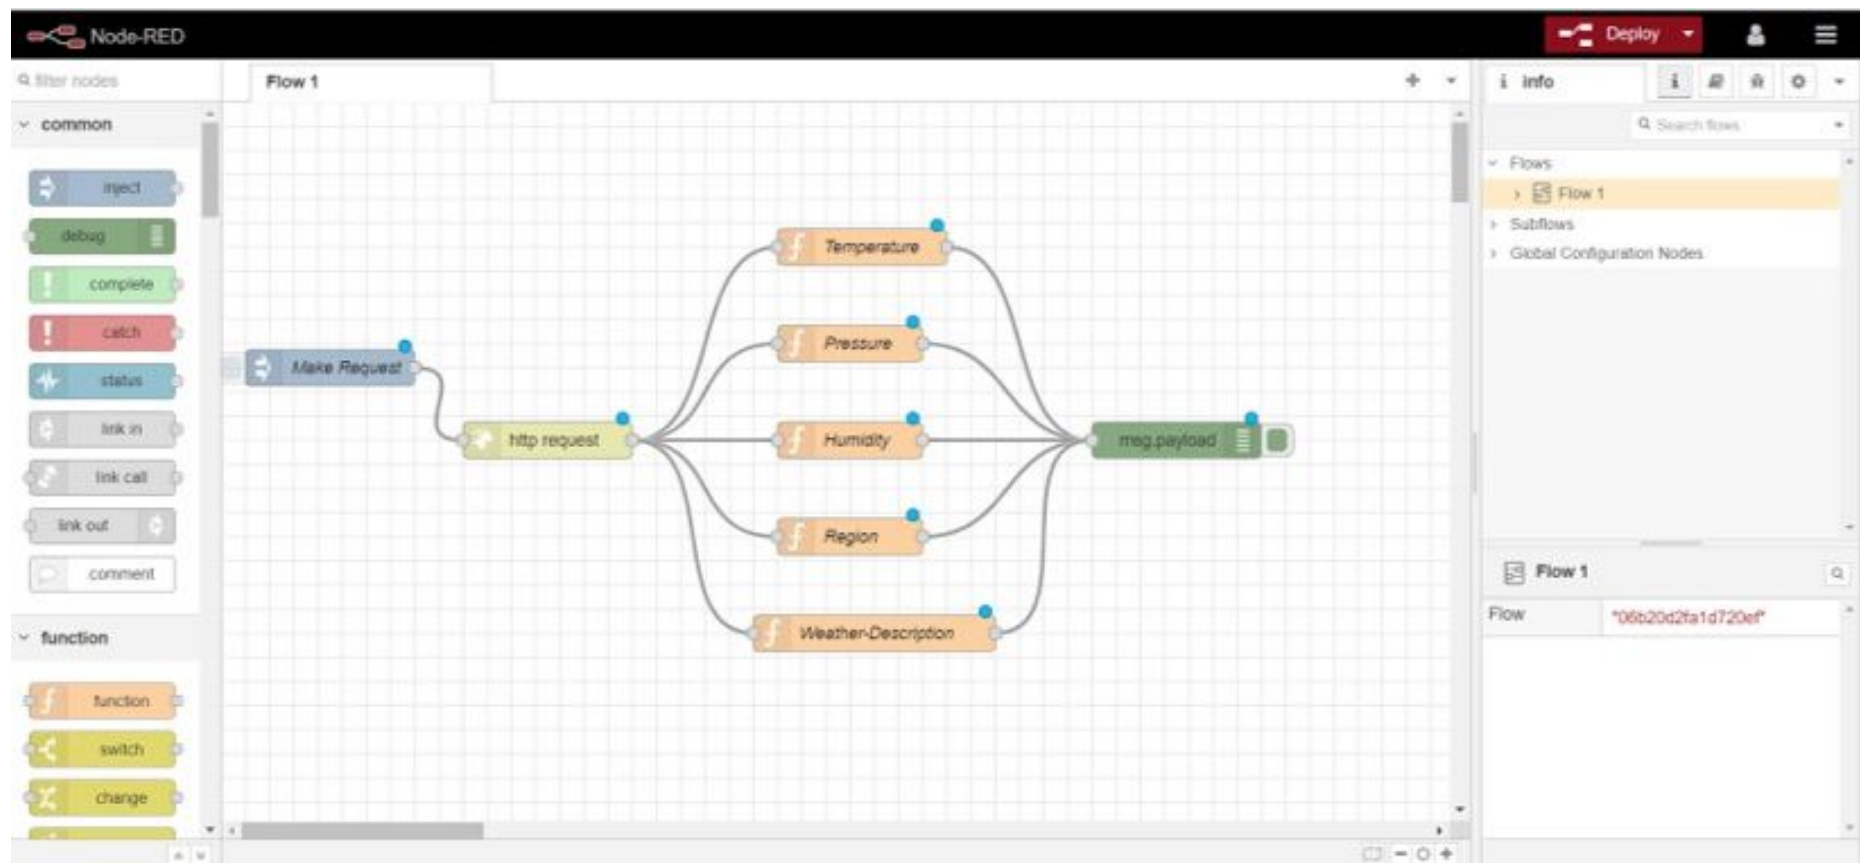 Node-RED
Deploy
filter nodes
Flow 1
i info
i
common
Search flows
inject
debug
complete
catch
status
link in
link call
link out
comment
function
function
switch
change
Make Request
http request
Temperature
Pressure
Humidity
Region
Weather-Description
msg.payload
Flows
Flow 1
Subflows
Global Configuration Nodes
Flow 1
Flow "06b20d2fa1d720ef"